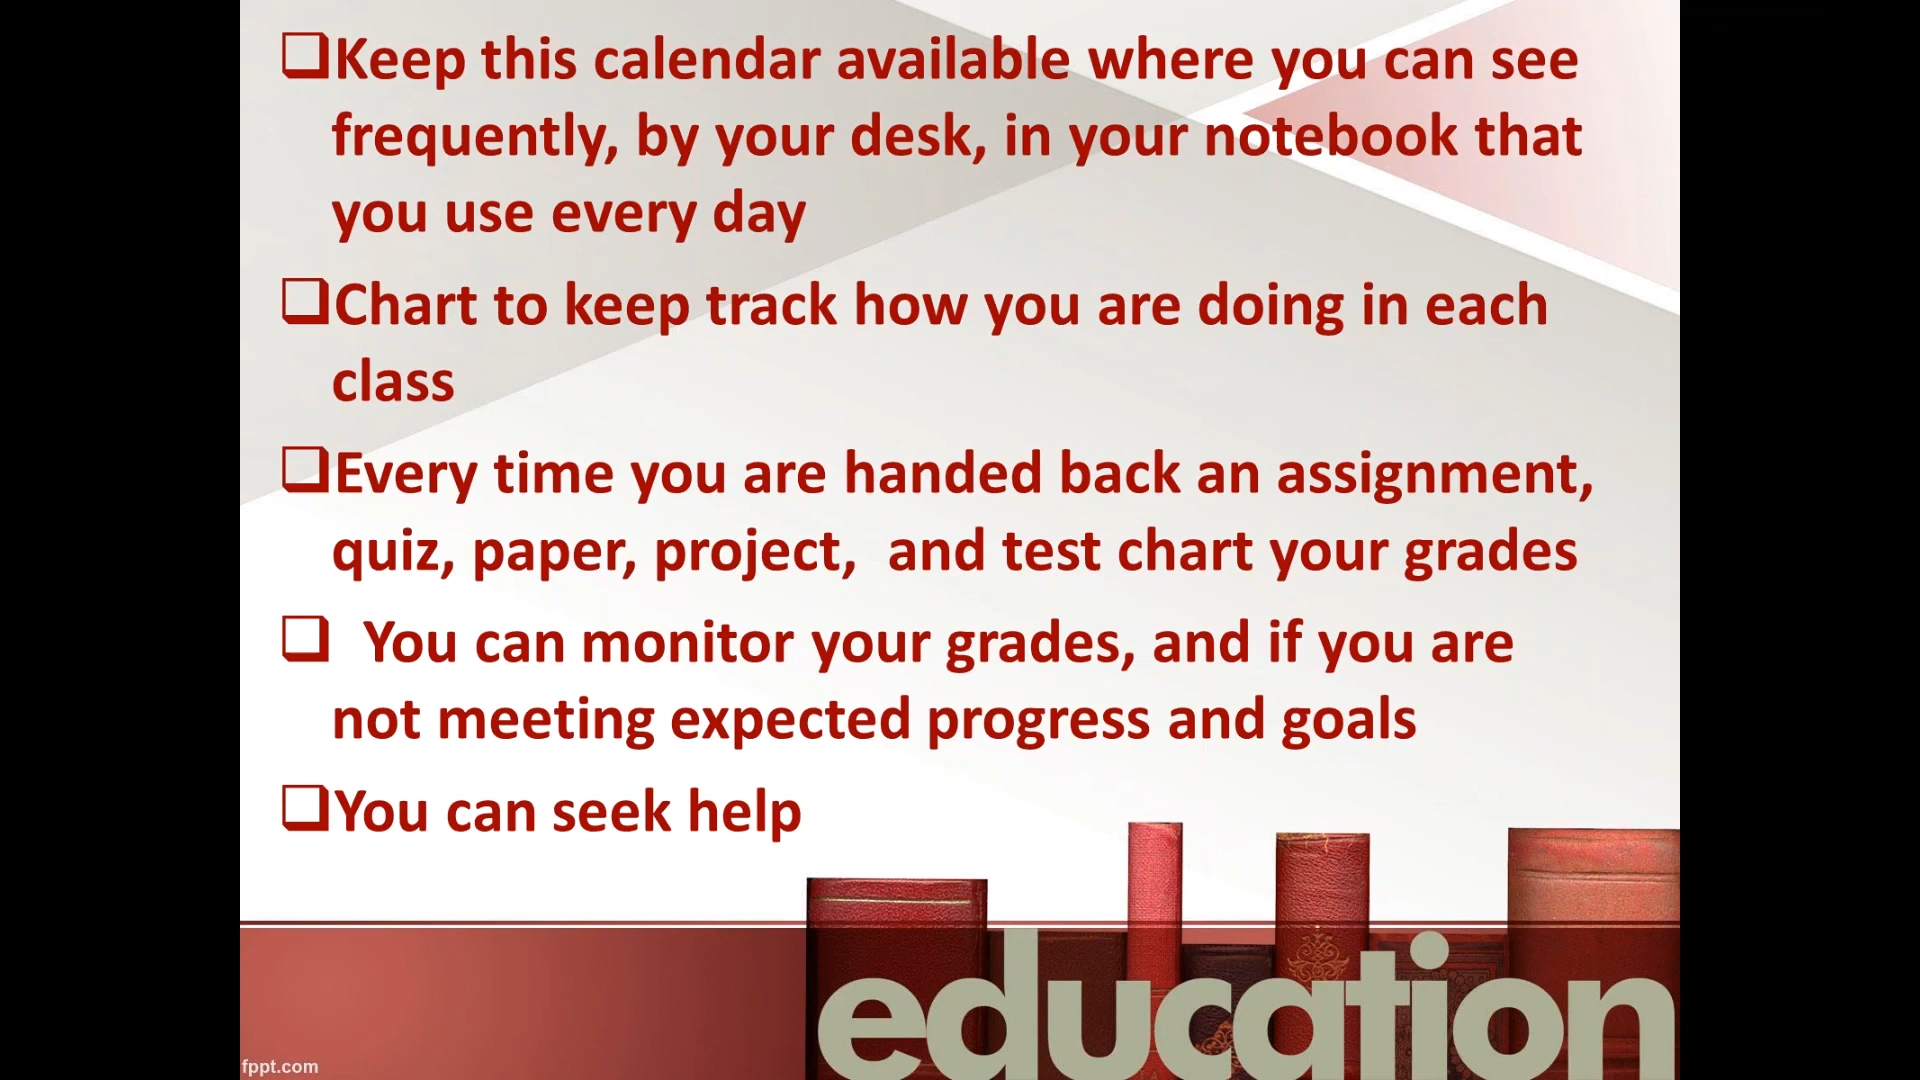 ❑Keep this calendar available where you can see
frequently, by your desk, in your notebook that
you use every day
❑Chart to keep track how you are doing in each
class
❑Every time you are handed back an assignment,
quiz, paper, project,  and test chart your grades
❑  You can monitor your grades, and if you are
not meeting expected progress and goals
❑You can seek help
education
fppt.com